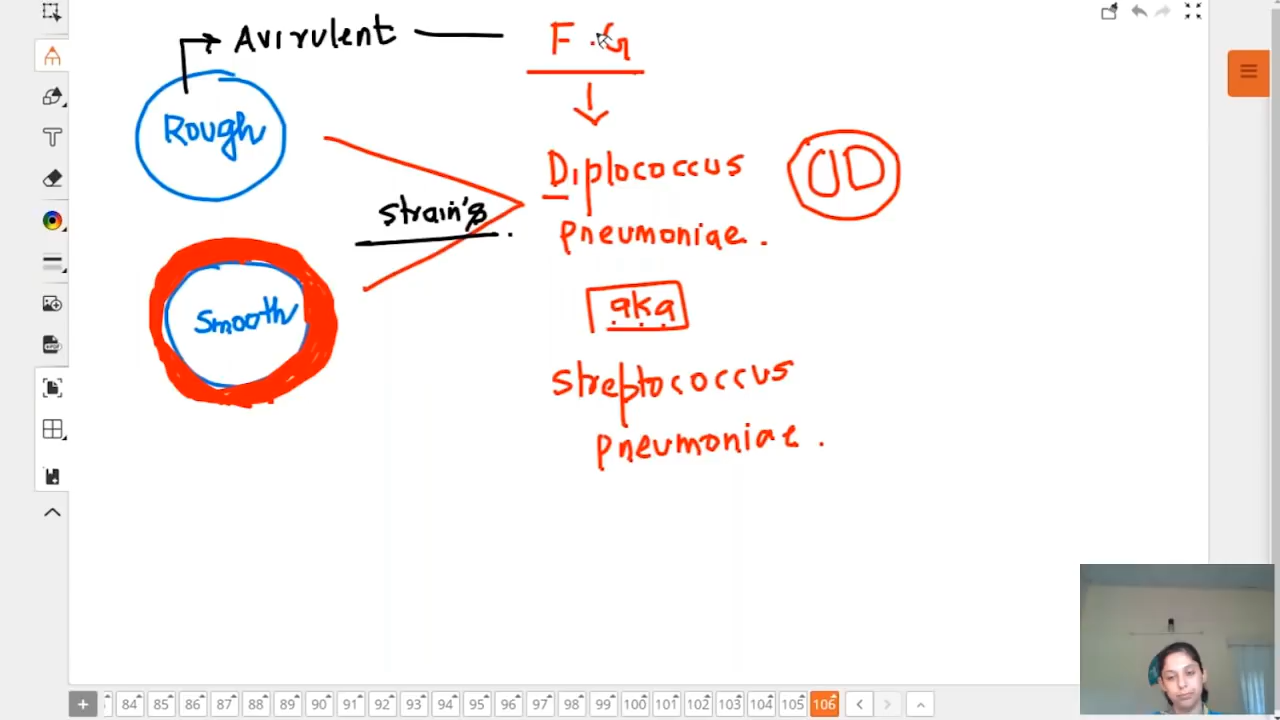 Avirulent
F.G
Rough
Diplococcus
pneumoniae.
strain's.
Smooth
aka
streptococcus
pneumoniae.
84 85 86 87 88 89 90 91 92 93 94 95 96 97 98 99 100 101 102 103 104 105 106